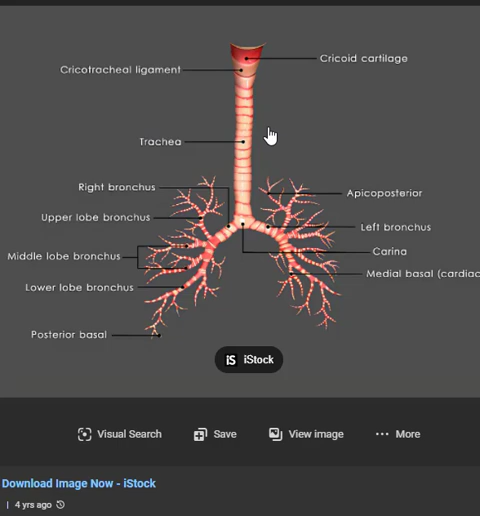 Cricoid cartilage
Cricotracheal ligament
Trachea
Right bronchus
Apicoposterior
Upper lobe bronchus
Left bronchus
Carina
Middle lobe bronchus
Medial basal (cardiac
Lower lobe bronchus
Posterior basal
iS iStock
Visual Search Save View image ... More
Download Image Now - iStock
| 4 yrs ago